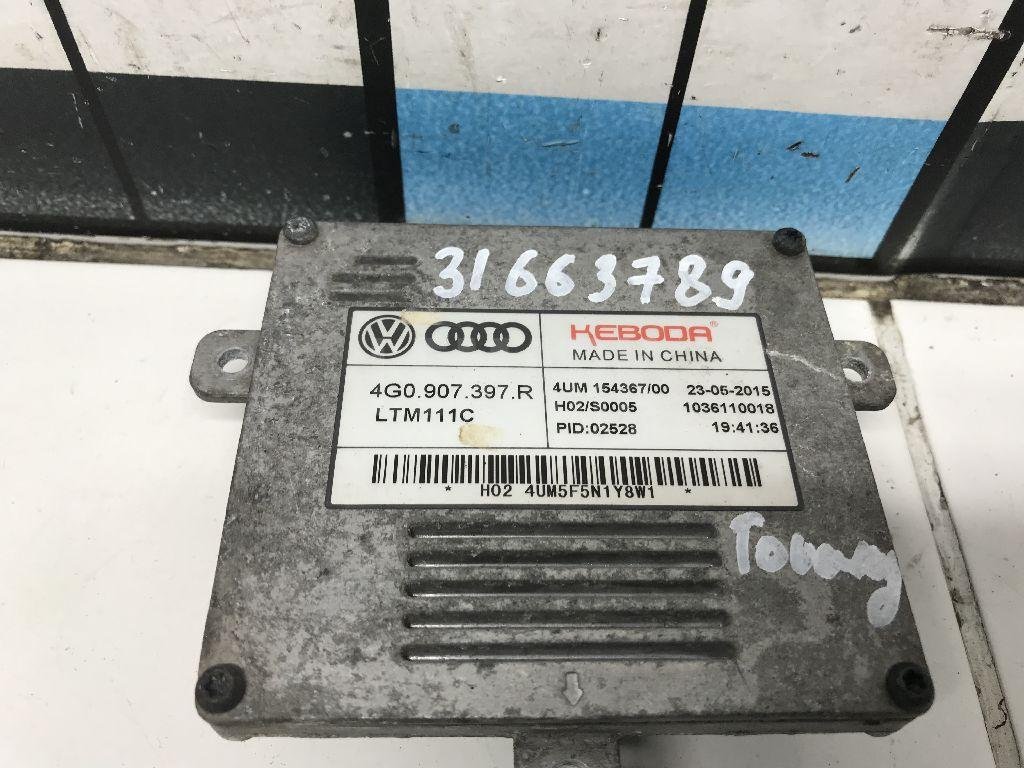 31663789
KEBODA®
MADE IN CHINA
4G0.907.397.R
LTM111C
4UM 154367/00 23-05-2015
H02/S0005 1036110018
PID:02528 19:41:36
* H02 4UM5F5N1Y8W1 *